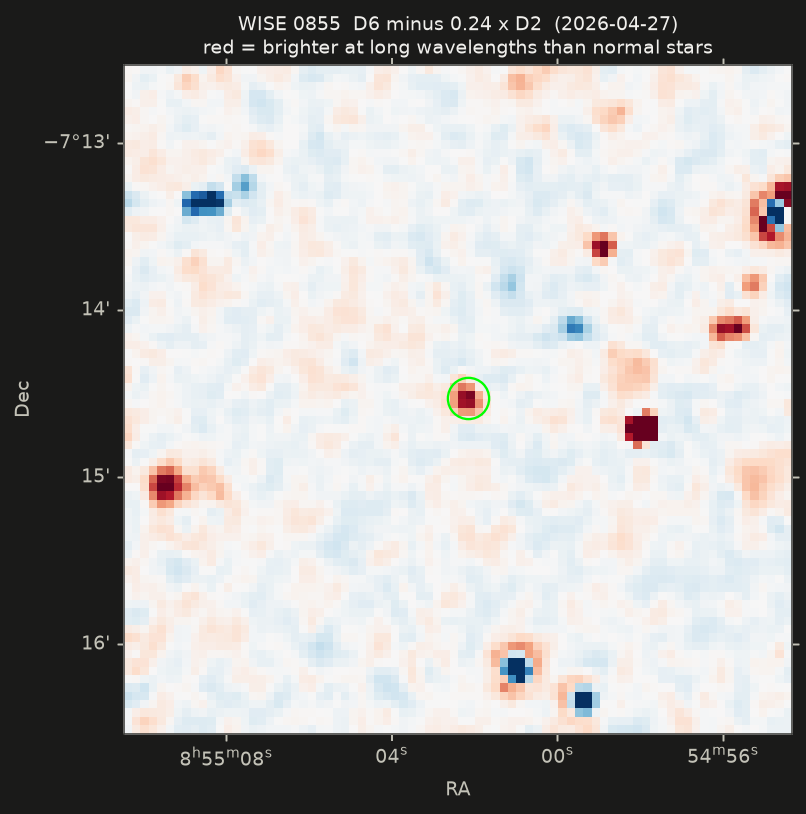 WISE 0855  D6 minus 0.24 x D2  (2026-04-27)
red = brighter at long wavelengths than normal stars
−7°13'
14'
15'
16'
Dec
8ʰ55ᵐ08ˢ
04ˢ
00ˢ
54ᵐ56ˢ
RA